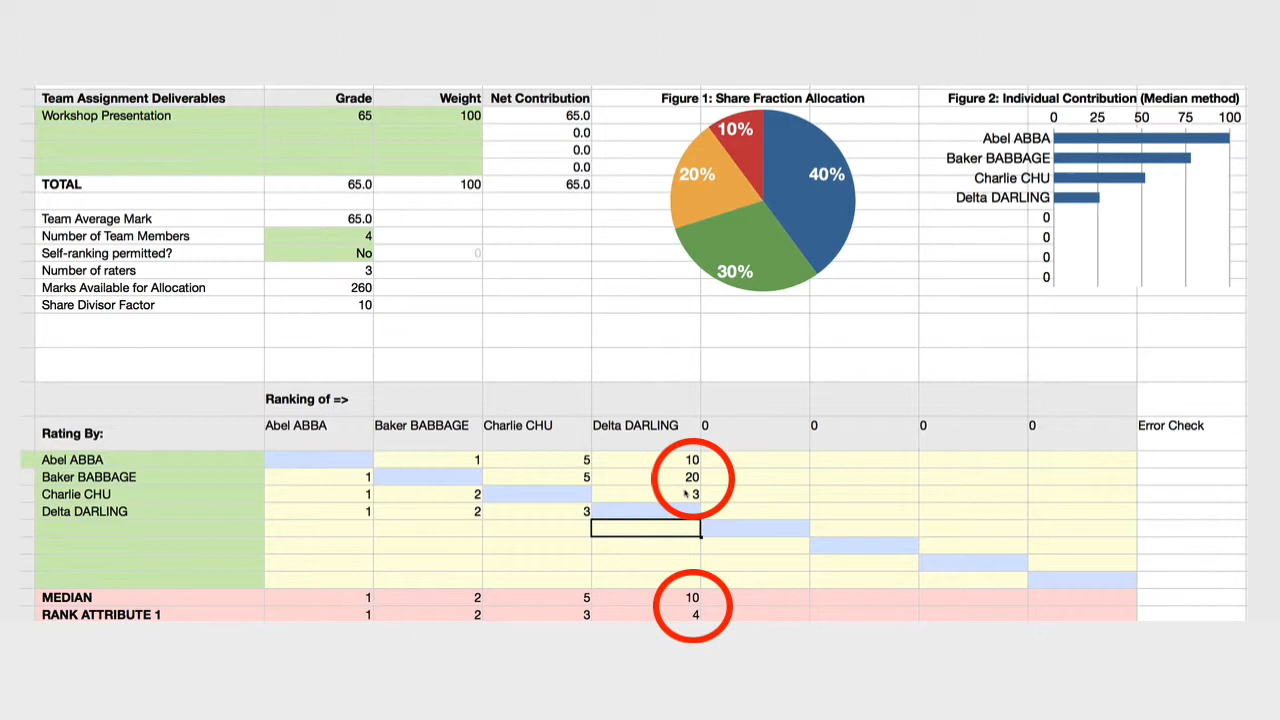 Team Assignment Deliverables Grade Weight Net Contribution
Workshop Presentation 65 100 65.0
0.0
0.0
0.0
TOTAL 65.0 100 65.0
Team Average Mark 65.0
Number of Team Members 4
Self-ranking permitted? No 0
Number of raters 3
Marks Available for Allocation 260
Share Divisor Factor 10
Figure 1: Share Fraction Allocation
10%
20%
40%
30%
Figure 2: Individual Contribution (Median method)
0 25 50 75 100
Abel ABBA
Baker BABBAGE
Charlie CHU
Delta DARLING
0
0
0
0
Ranking of =>
Rating By: Abel ABBA Baker BABBAGE Charlie CHU Delta DARLING 0 0 0 0 Error Check
Abel ABBA 1 5 10
Baker BABBAGE 1 5 20
Charlie CHU 1 2 3
Delta DARLING 1 2 3
MEDIAN 1 2 5 10
RANK ATTRIBUTE 1 1 2 3 4